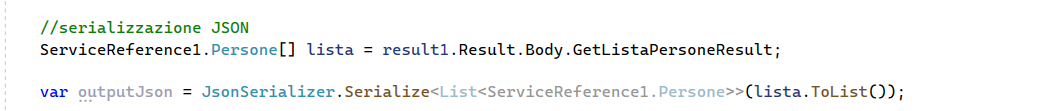 //serializzazione JSON
ServiceReference1.Persone[] lista = result1.Result.Body.GetListaPersoneResult;
var outputJson = JsonSerializer.Serialize<List<ServiceReference1.Persone>>(lista.ToList());